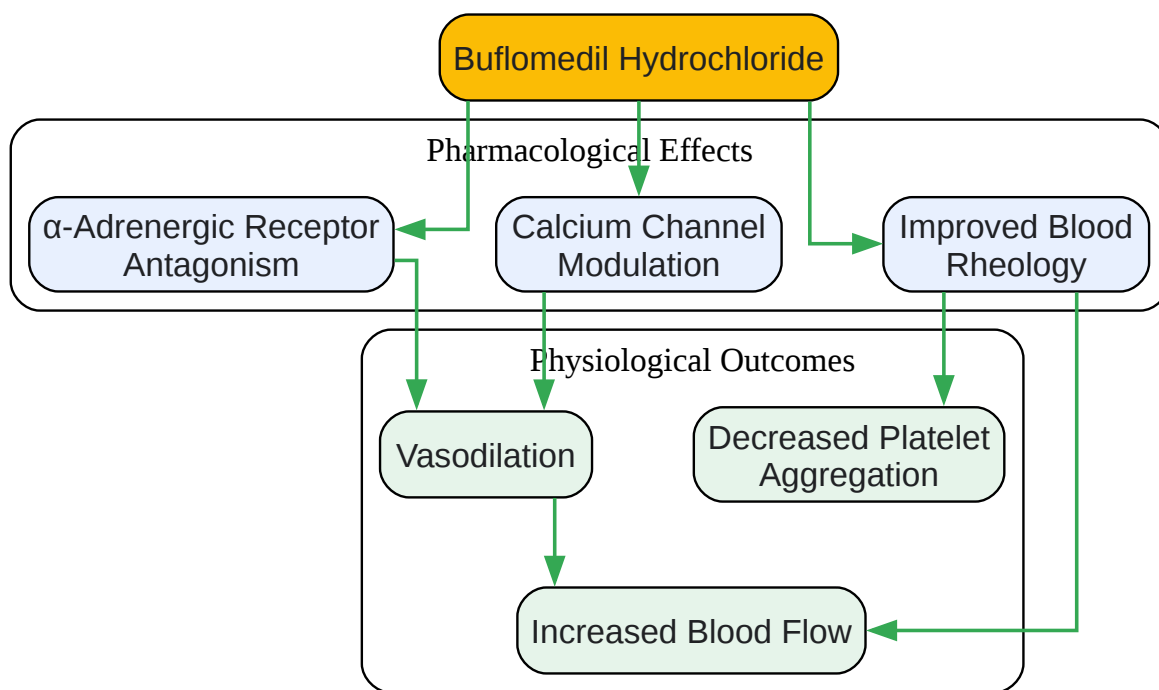 Buflomedil Hydrochloride
Pharmacological Effects
α-Adrenergic Receptor
Antagonism
Calcium Channel
Modulation
Improved Blood
Rheology
Physiological Outcomes
Vasodilation
Decreased Platelet
Aggregation
Increased Blood Flow